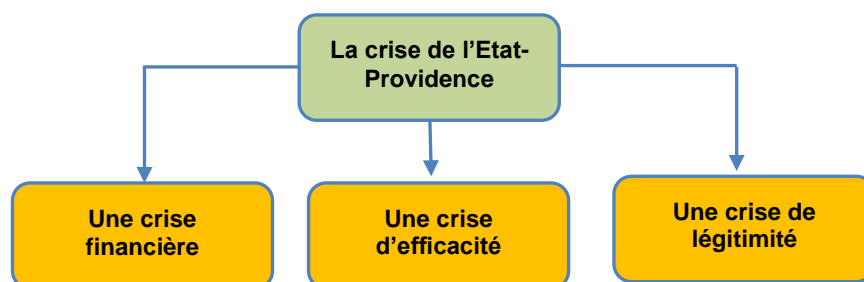 La crise de l’Etat-
Providence
Une crise
financière
Une crise
d’efficacité
Une crise de
légitimité